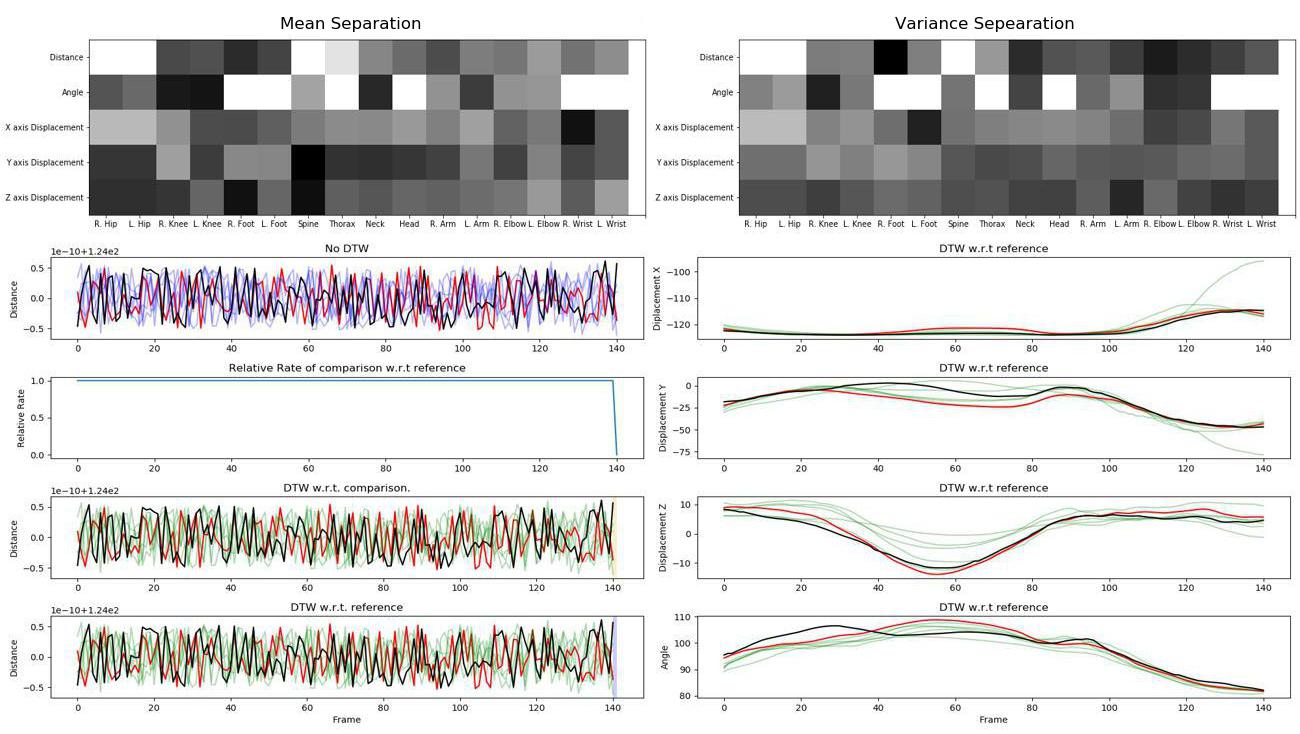 Mean Separation
Distance
Angle
X axis Displacement
Y axis Displacement
Z axis Displacement
R. Hip L. Hip R. Knee L. Knee R. Foot L. Foot Spine Thorax Neck Head R. Arm L. Arm R. Elbow L. Elbow R. Wrist L. Wrist
Variance Sepearation
Distance
Angle
X axis Displacement
Y axis Displacement
Z axis Displacement
R. Hip L. Hip R. Knee L. Knee R. Foot L. Foot Spine Thorax Neck Head R. Arm L. Arm R. Elbow L. Elbow R. Wrist L. Wrist
No DTW
1e−10+1.24e2
Distance
0.5
0.0
−0.5
0 20 40 60 80 100 120 140
Relative Rate of comparison w.r.t reference
Relative Rate
1.0
0.5
0.0
0 20 40 60 80 100 120 140
DTW w.r.t. comparison.
1e−10+1.24e2
Distance
0.5
0.0
−0.5
0 20 40 60 80 100 120 140
DTW w.r.t. reference
1e−10+1.24e2
Distance
0.5
0.0
−0.5
0 20 40 60 80 100 120 140
Frame
DTW w.r.t reference
Diplacement X
−100
−110
−120
0 20 40 60 80 100 120 140
DTW w.r.t reference
Displacement Y
0
−25
−50
−75
0 20 40 60 80 100 120 140
DTW w.r.t reference
Displacement Z
10
0
−10
0 20 40 60 80 100 120 140
DTW w.r.t reference
Angle
110
100
90
80
0 20 40 60 80 100 120 140
Frame